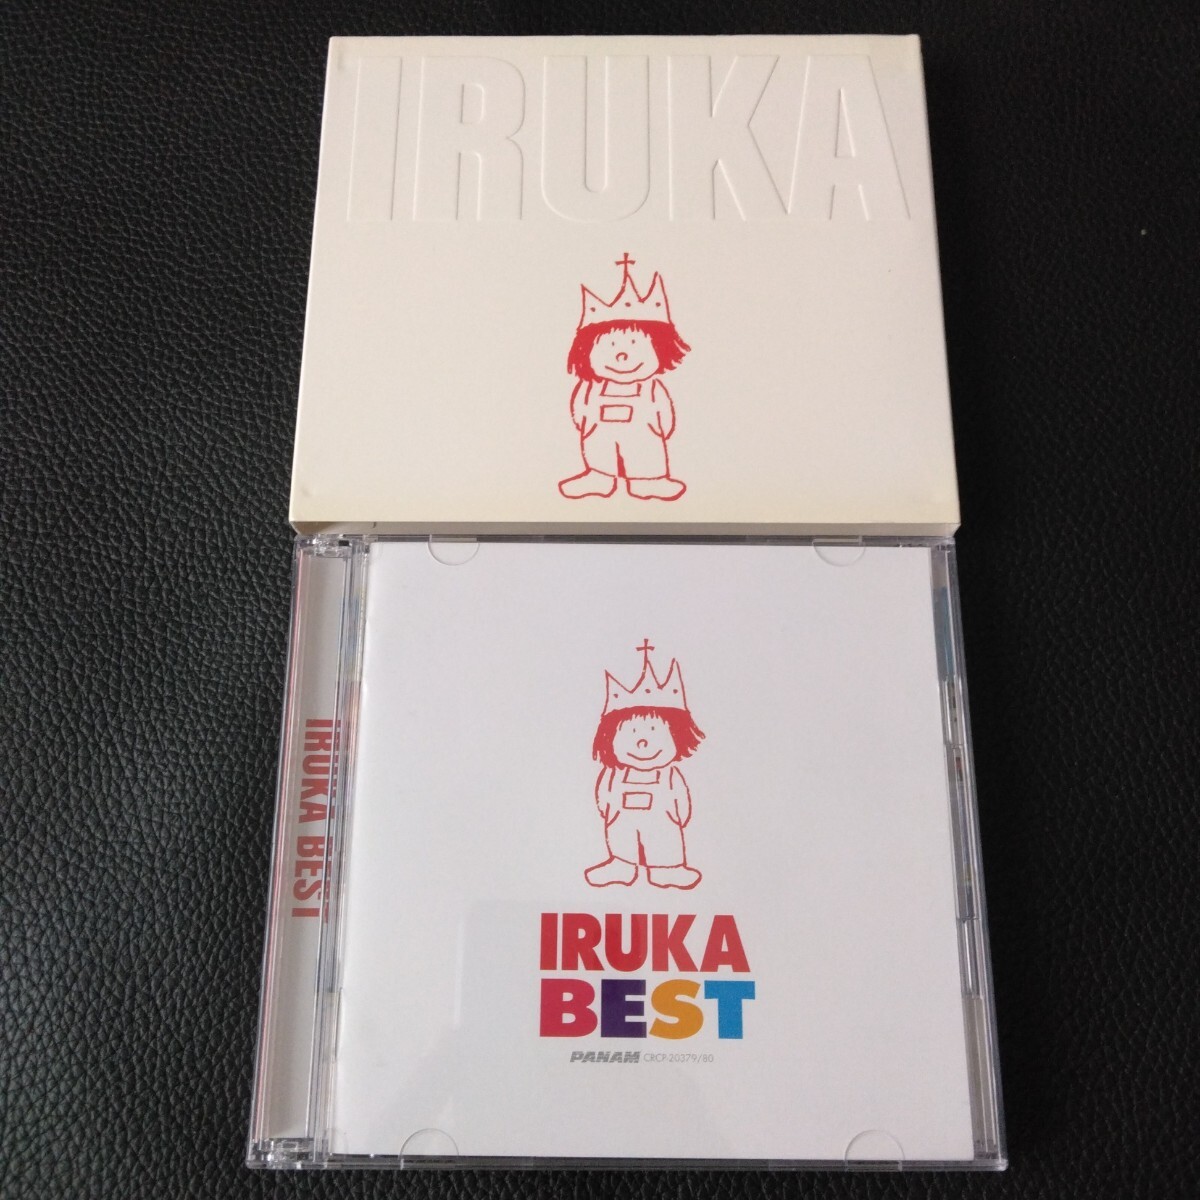 IRUKA
IRUKA BEST
IRUKA
BEST
PANAM CRCP-20379/80